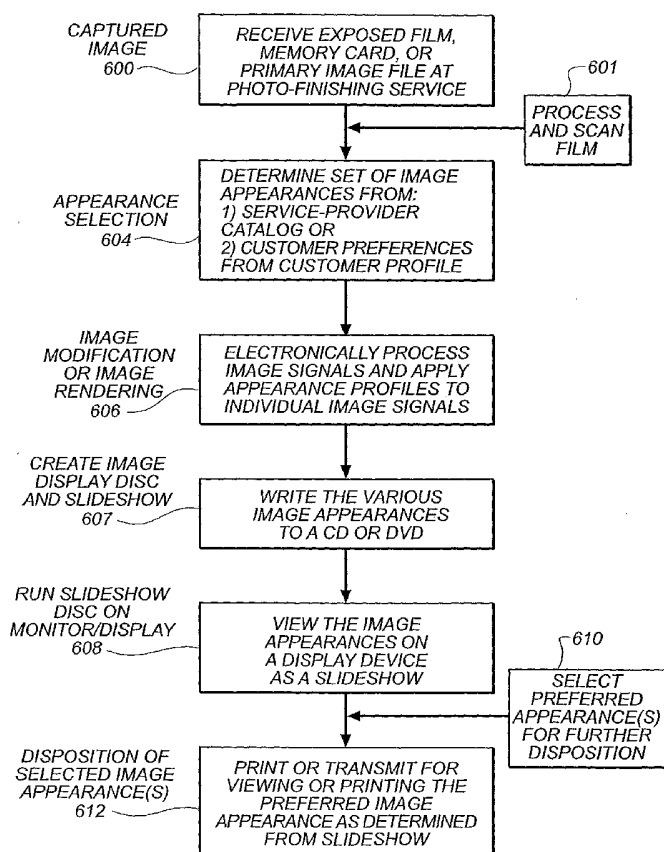 CAPTURED
IMAGE
600
RECEIVE EXPOSED FILM,
MEMORY CARD, OR
PRIMARY IMAGE FILE AT
PHOTO-FINISHING SERVICE
601
PROCESS
AND SCAN
FILM
APPEARANCE
SELECTION
604
DETERMINE SET OF IMAGE
APPEARANCES FROM:
1) SERVICE-PROVIDER
CATALOG OR
2) CUSTOMER PREFERENCES
FROM CUSTOMER PROFILE
IMAGE
MODIFICATION
OR IMAGE
RENDERING
606
ELECTRONICALLY PROCESS
IMAGE SIGNALS AND APPLY
APPEARANCE PROFILES TO
INDIVIDUAL IMAGE SIGNALS
CREATE IMAGE
DISPLAY DISC
AND SLIDESHOW
607
WRITE THE VARIOUS
IMAGE APPEARANCES
TO A CD OR DVD
RUN SLIDESHOW
DISC ON
MONITOR/DISPLAY
608
VIEW THE IMAGE
APPEARANCES ON
A DISPLAY DEVICE
AS A SLIDESHOW
610
SELECT
PREFERRED
APPEARANCE(S)
FOR FURTHER
DISPOSITION
DISPOSITION OF
SELECTED IMAGE
APPEARANCE(S)
612
PRINT OR TRANSMIT FOR
VIEWING OR PRINTING THE
PREFERRED IMAGE
APPEARANCE AS DETERMINED
FROM SLIDESHOW